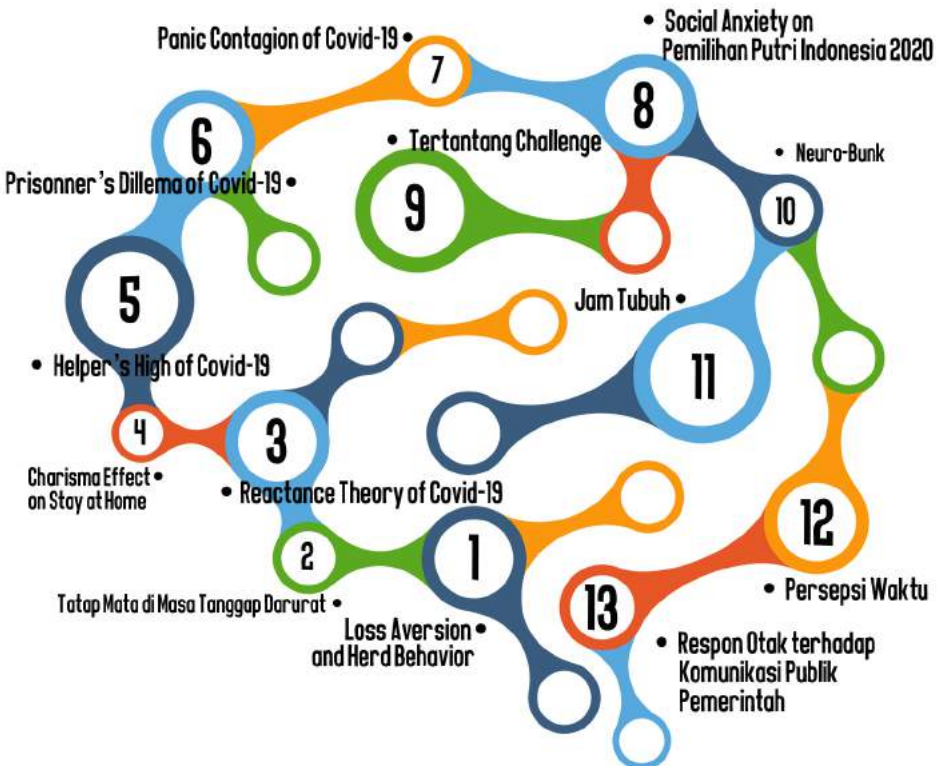 Panic Contagion of Covid-19 •
7
• Social Anxiety on
Pemilihan Putri Indonesia 2020
8
6
• Tertantang Challenge
9
• Neuro-Bunk
10
Prisonner's Dillema of Covid-19 •
5
Jam Tubuh •
11
• Helper's High of Covid-19
4
3
Charisma Effect •
on Stay at Home
• Reactance Theory of Covid-19
2
1
12
• Persepsi Waktu
13
Tatap Mata di Masa Tanggap Darurat •
Loss Aversion •
and Herd Behavior
• Respon Otak terhadap
Komunikasi Publik
Pemerintah